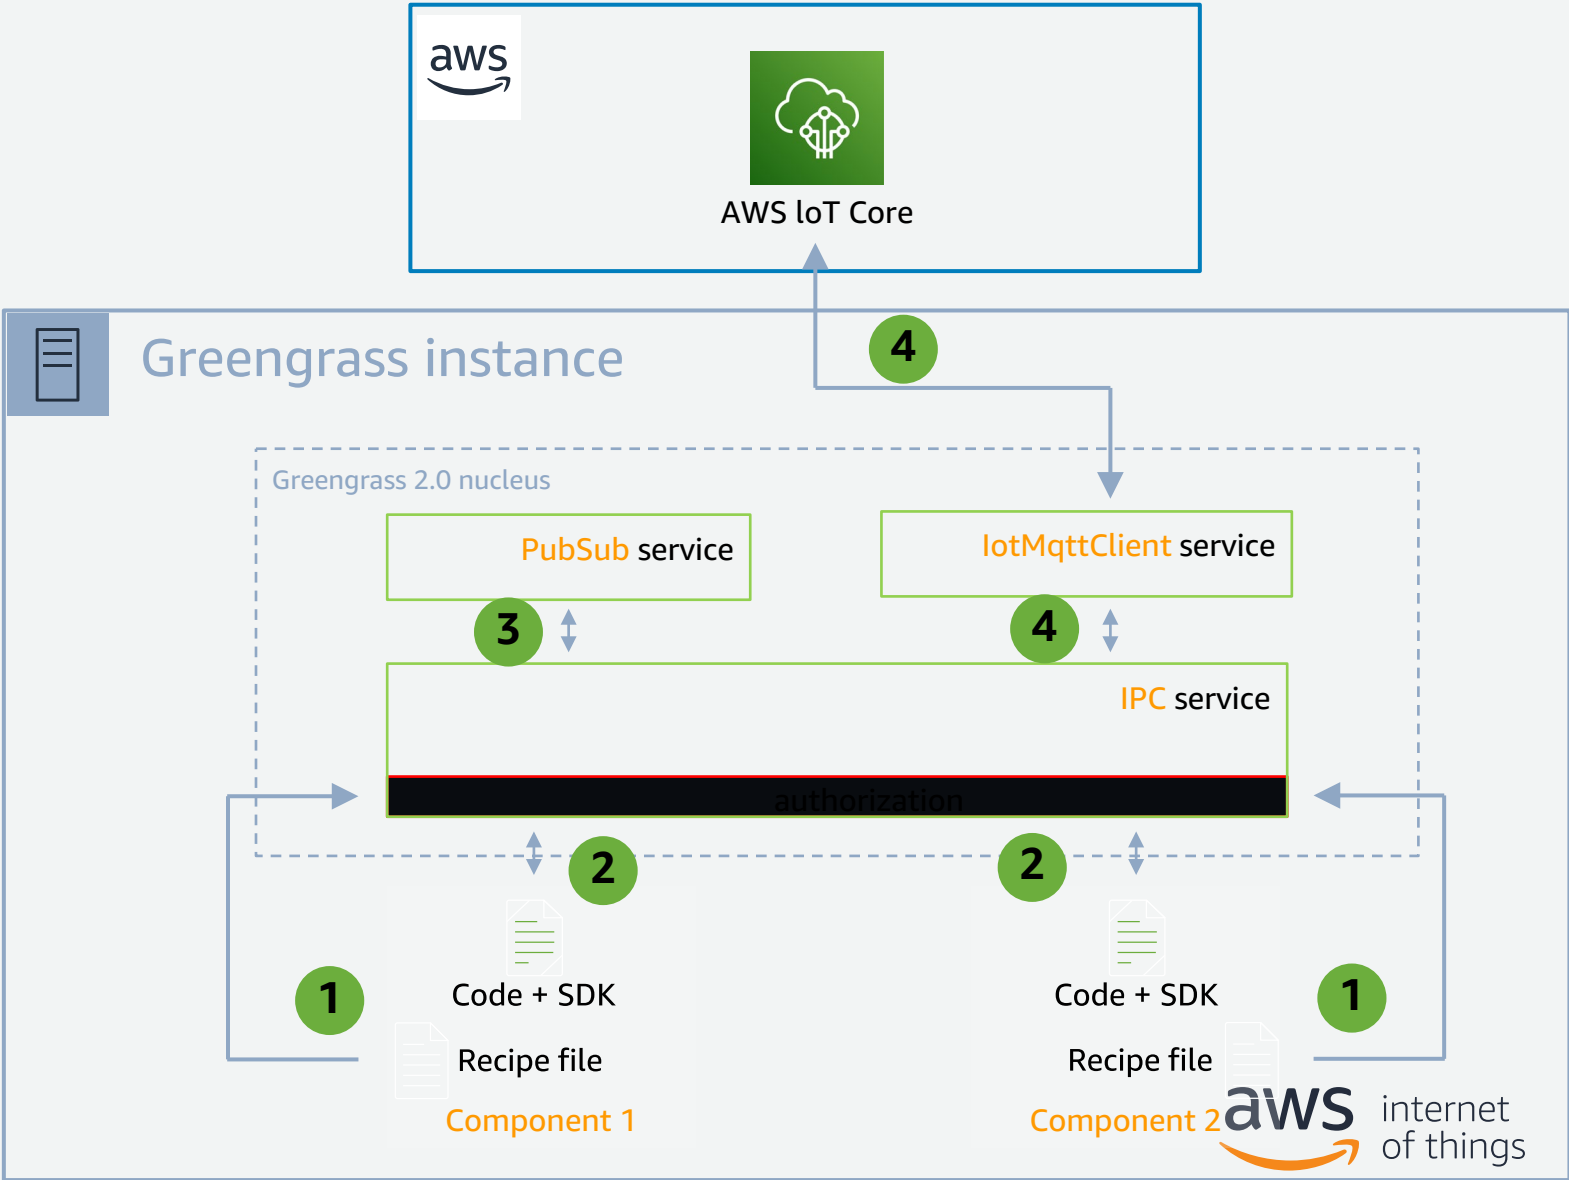 aws
AWS loT Core
Greengrass instance
4
Greengrass 2.0 nucleus
PubSub service
IotMqttClient service
3
4
IPC service
authorization
2
2
Code + SDK
Code + SDK
1
1
Recipe file
Recipe file
Component 1
Component 2
aws
internet
of things